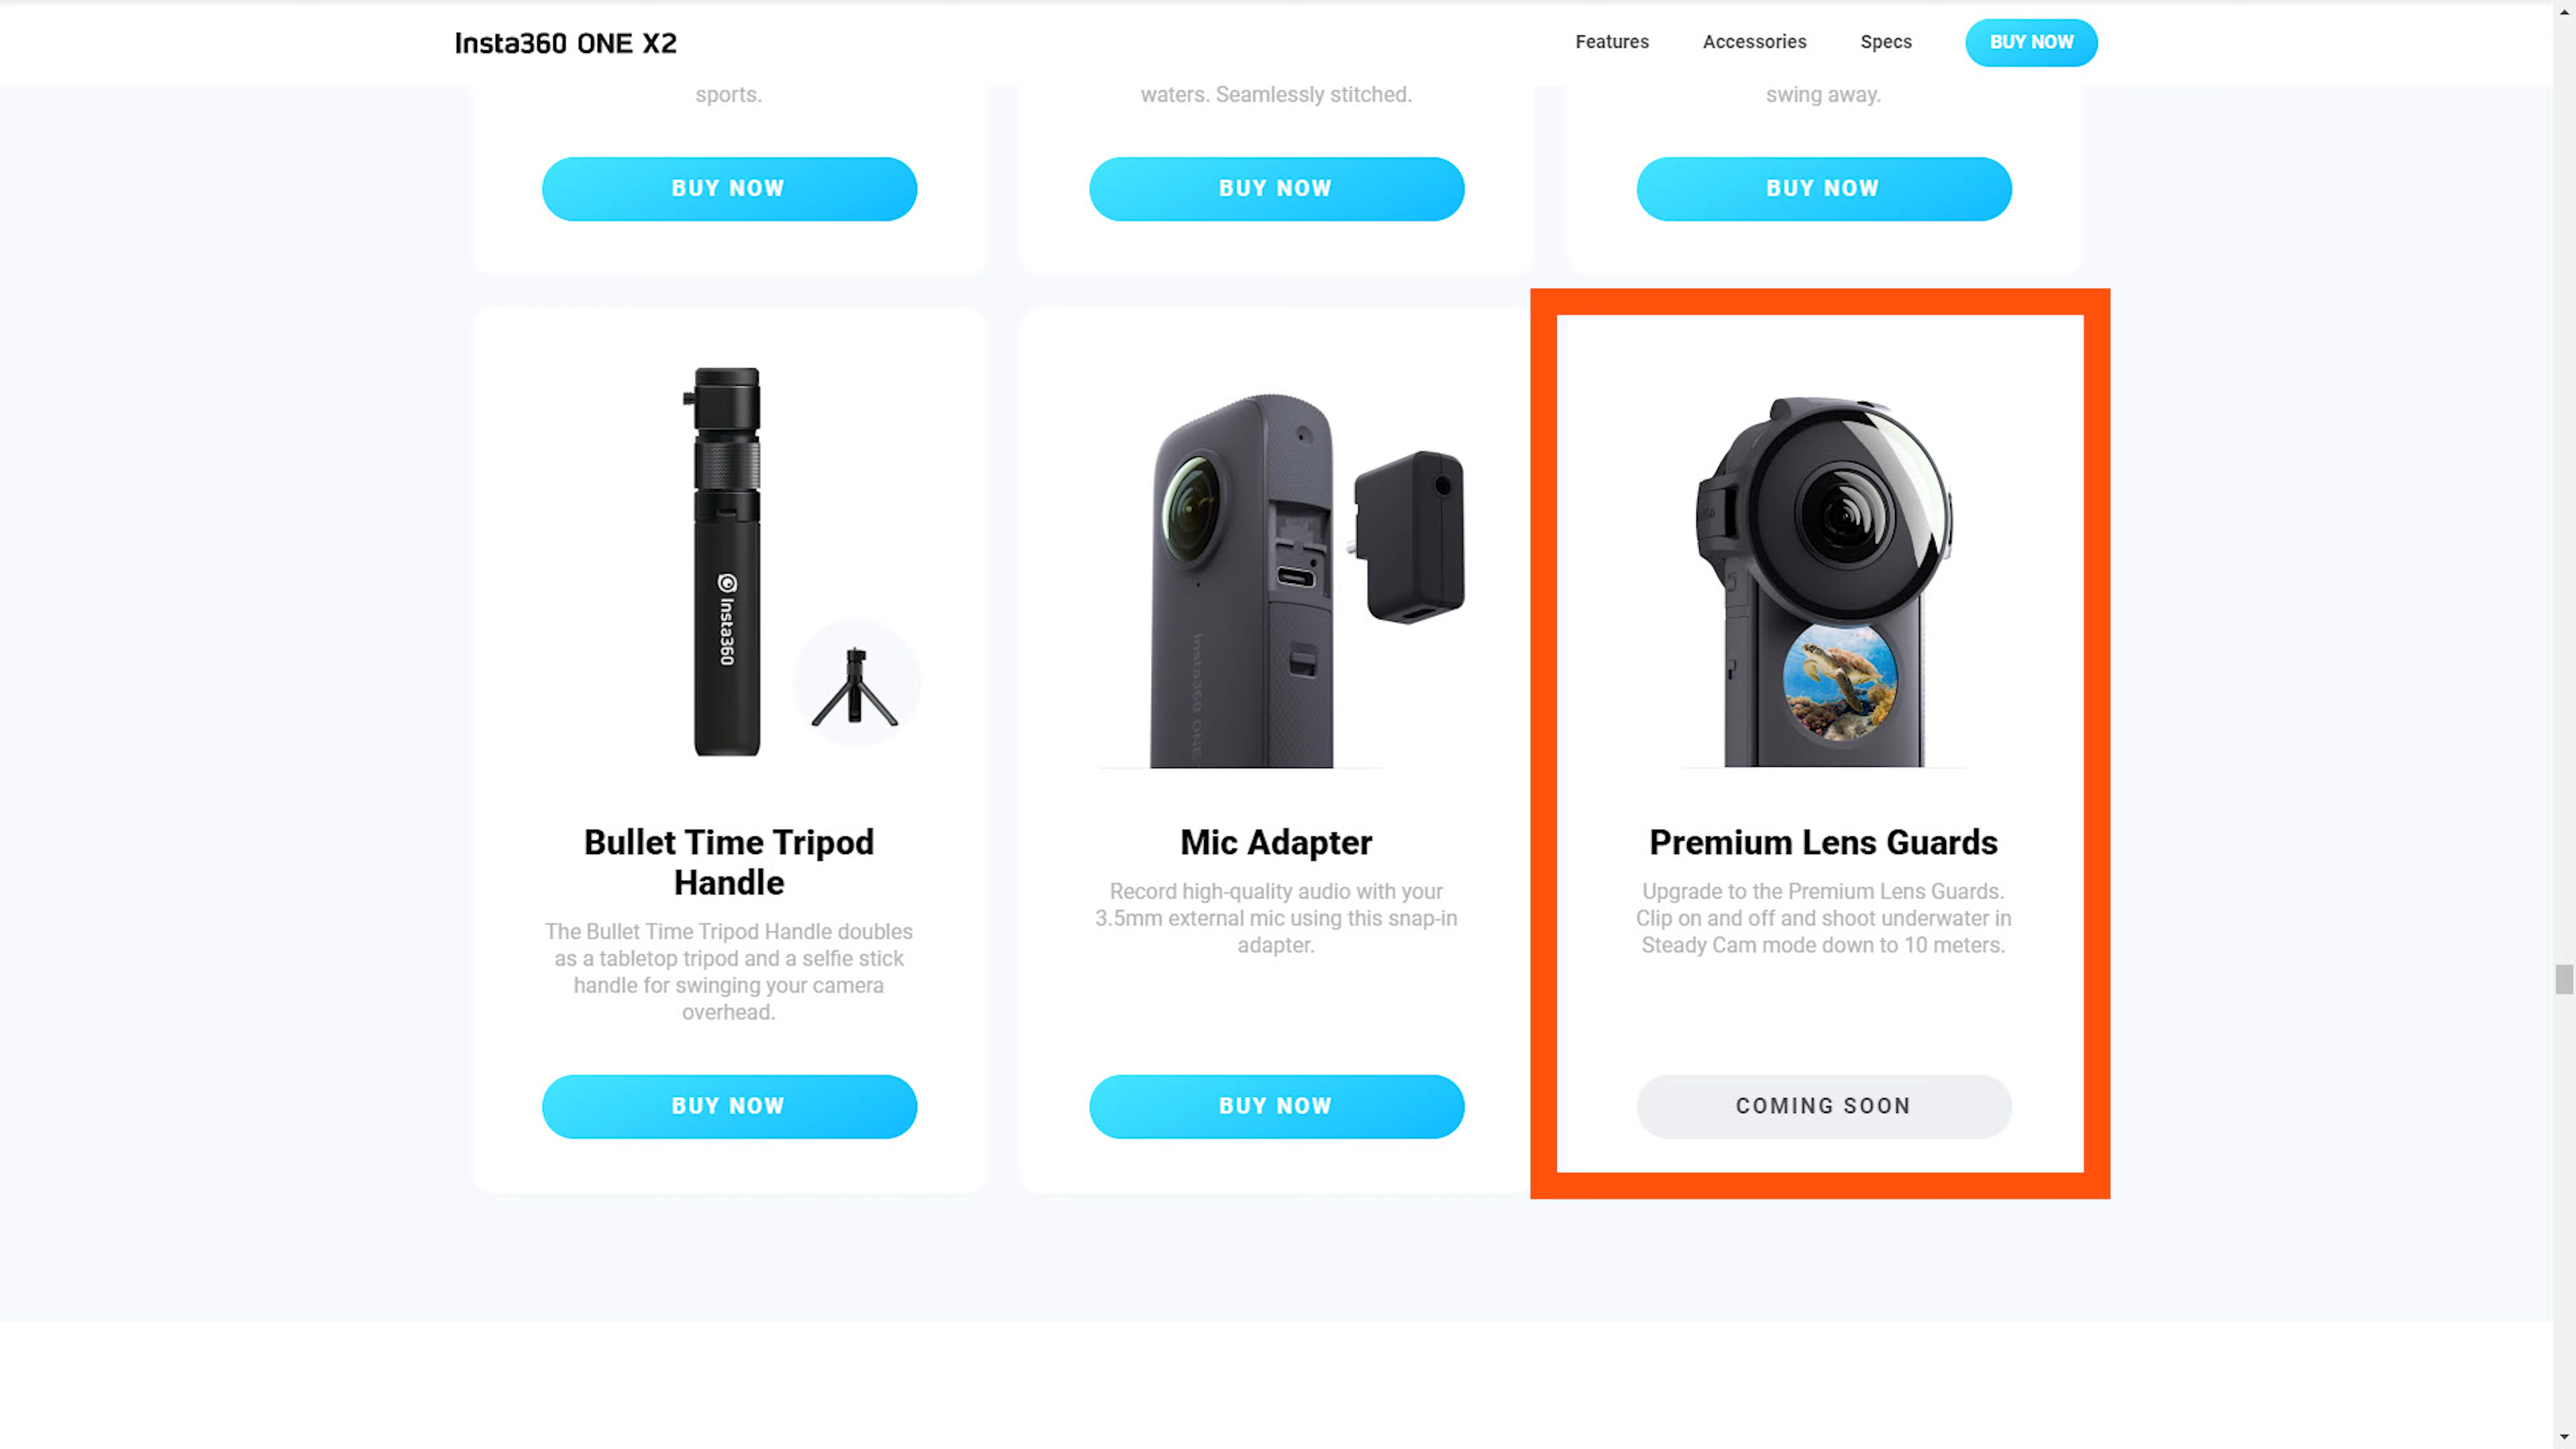 Insta360 ONE X2
Features
Accessories
Specs
BUY NOW
sports.
waters. Seamlessly stitched.
swing away.
BUY NOW
BUY NOW
BUY NOW
Insta360
Insta360 ONE
Bullet Time Tripod
Handle
The Bullet Time Tripod Handle doubles
as a tabletop tripod and a selfie stick
handle for swinging your camera
overhead.
BUY NOW
Mic Adapter
Record high-quality audio with your
3.5mm external mic using this snap-in
adapter.
BUY NOW
Premium Lens Guards
Upgrade to the Premium Lens Guards.
Clip on and off and shoot underwater in
Steady Cam mode down to 10 meters.
COMING SOON